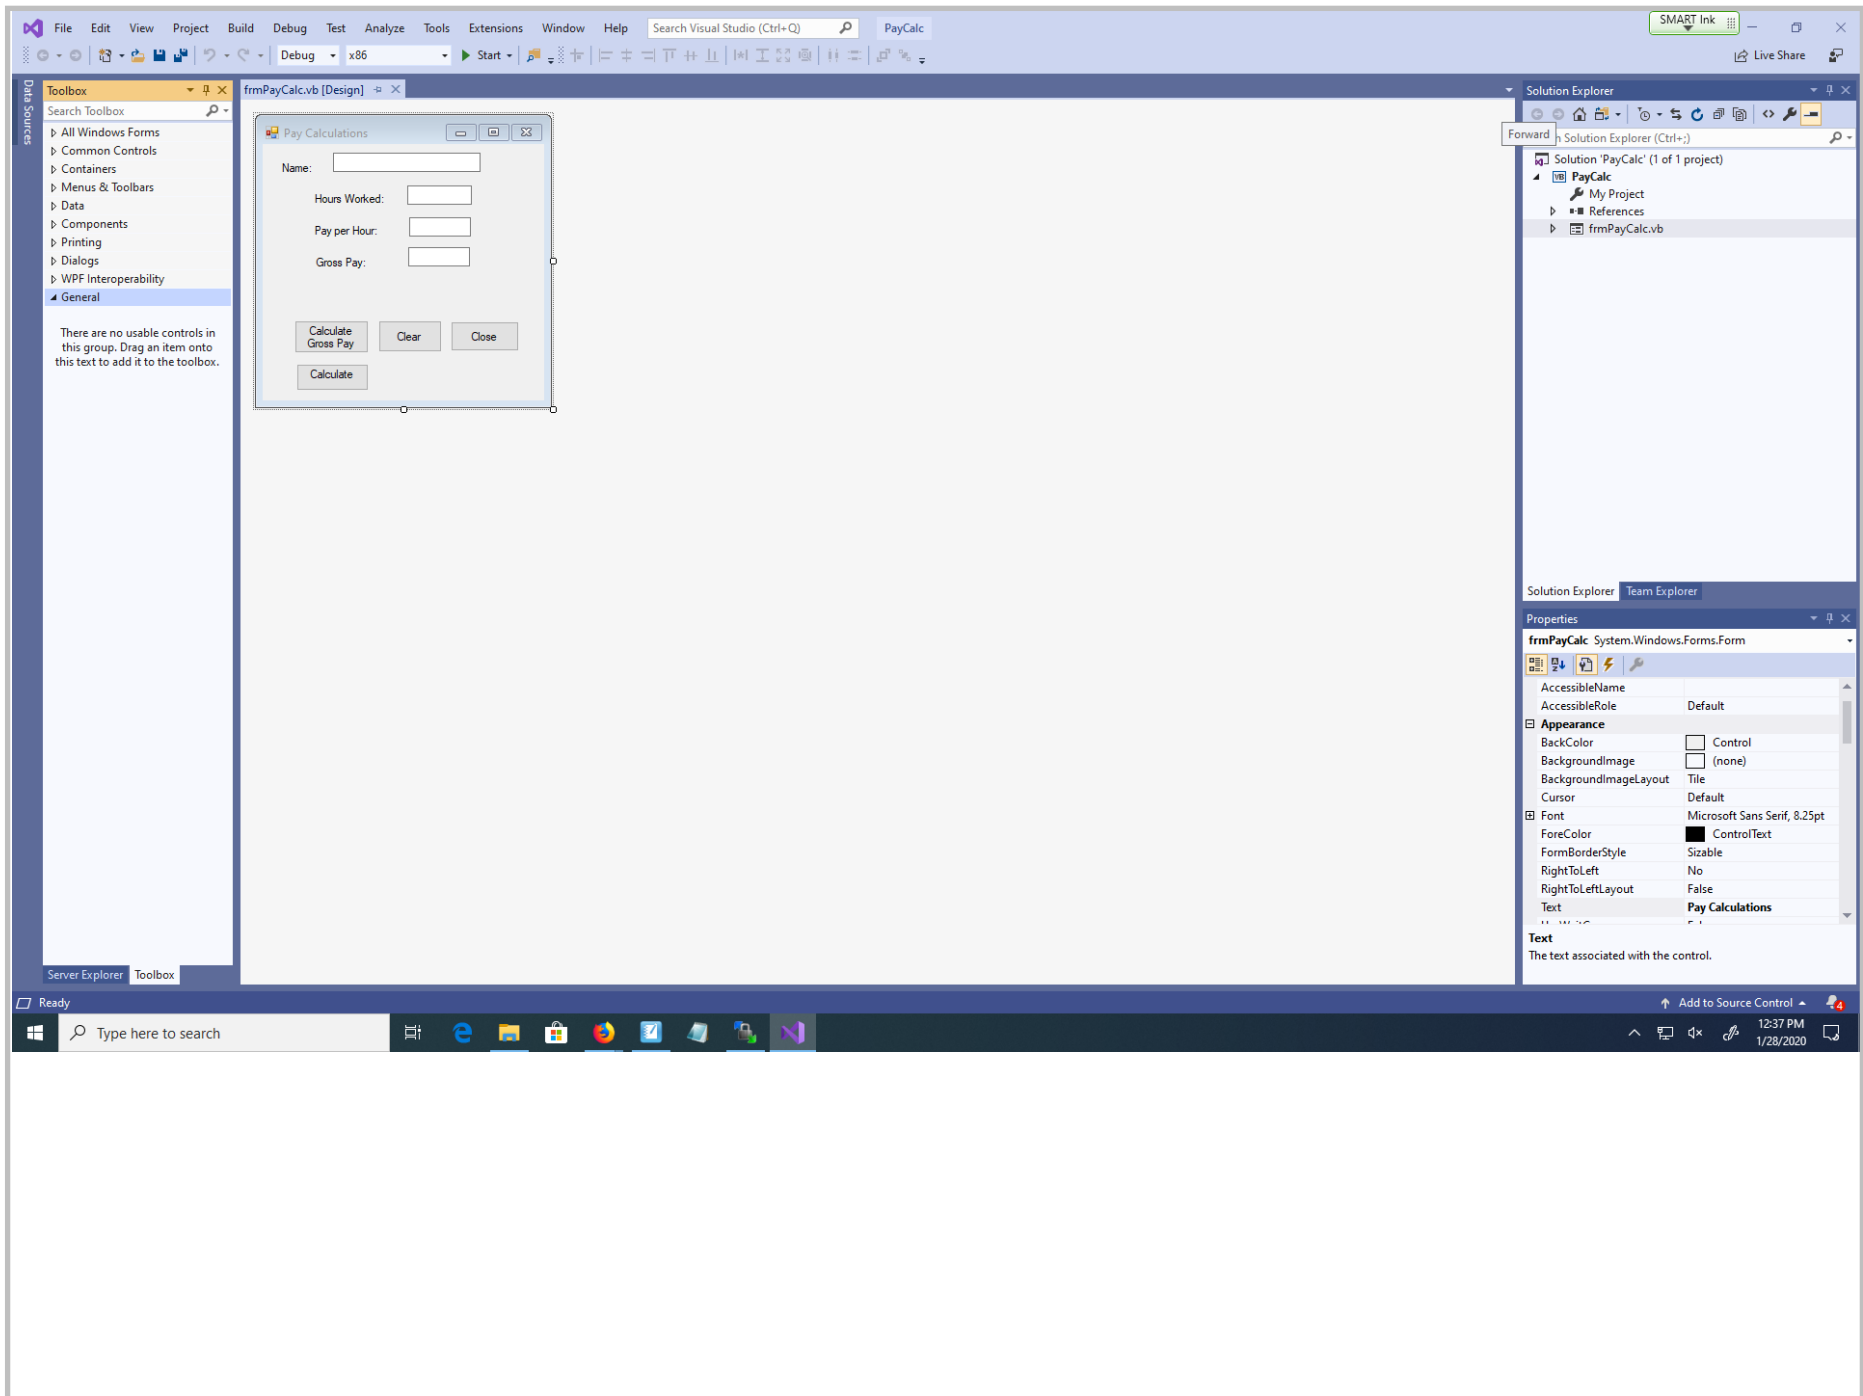 File Edit View Project Build Debug Test Analyze Tools Extensions Window Help Search Visual Studio (Ctrl+Q) PayCalc
SMART Ink
Debug x86 Start Live Share
Data Sources
Toolbox
Search Toolbox
All Windows Forms
Common Controls
Containers
Menus & Toolbars
Data
Components
Printing
Dialogs
WPF Interoperability
General
There are no usable controls in
this group. Drag an item onto
this text to add it to the toolbox.
Server Explorer Toolbox
frmPayCalc.vb [Design]
Pay Calculations
Name:
Hours Worked:
Pay per Hour:
Gross Pay:
Calculate
Gross Pay
Clear
Close
Calculate
Solution Explorer
Forward
Solution Explorer (Ctrl+;)
Solution 'PayCalc' (1 of 1 project)
PayCalc
My Project
References
frmPayCalc.vb
Solution Explorer Team Explorer
Properties
frmPayCalc System.Windows.Forms.Form
AccessibleName
AccessibleRole Default
Appearance
BackColor Control
BackgroundImage (none)
BackgroundImageLayout Tile
Cursor Default
Font Microsoft Sans Serif, 8.25pt
ForeColor ControlText
FormBorderStyle Sizable
RightToLeft No
RightToLeftLayout False
Text Pay Calculations
Text
The text associated with the control.
Ready
Add to Source Control 4
Type here to search
12:37 PM
1/28/2020